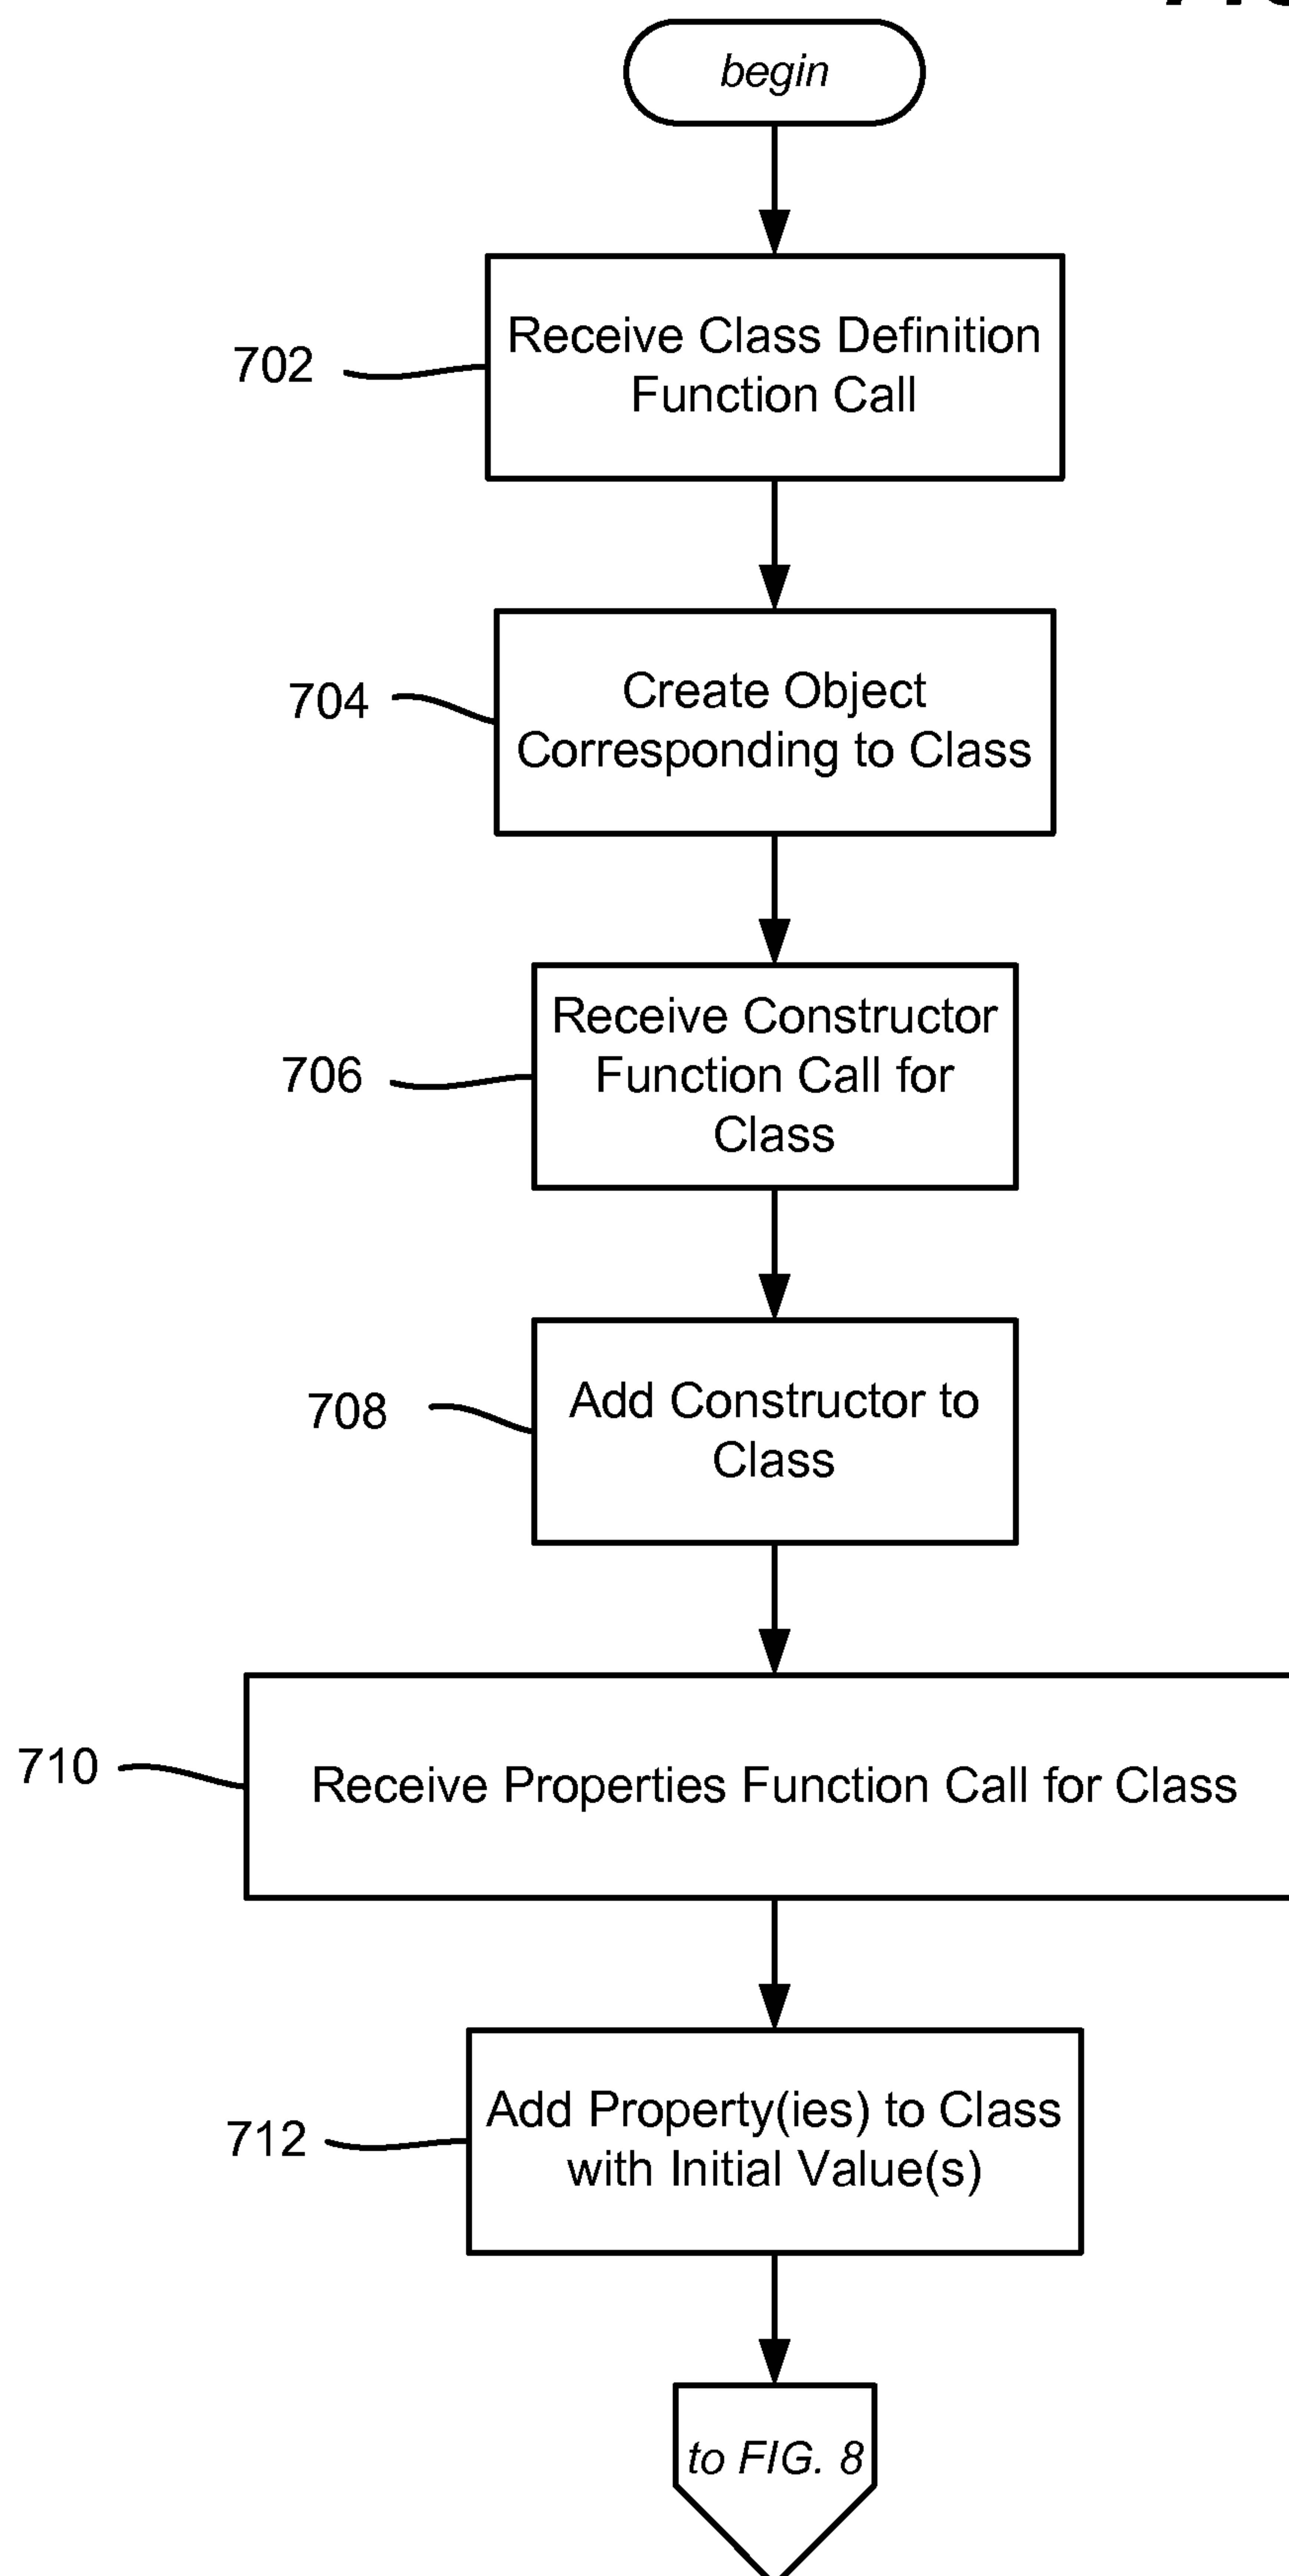 begin
702
Receive Class Definition
Function Call
704
Create Object
Corresponding to Class
706
Receive Constructor
Function Call for
Class
708
Add Constructor to
Class
710
Receive Properties Function Call for Class
712
Add Property(ies) to Class
with Initial Value(s)
to FIG. 8